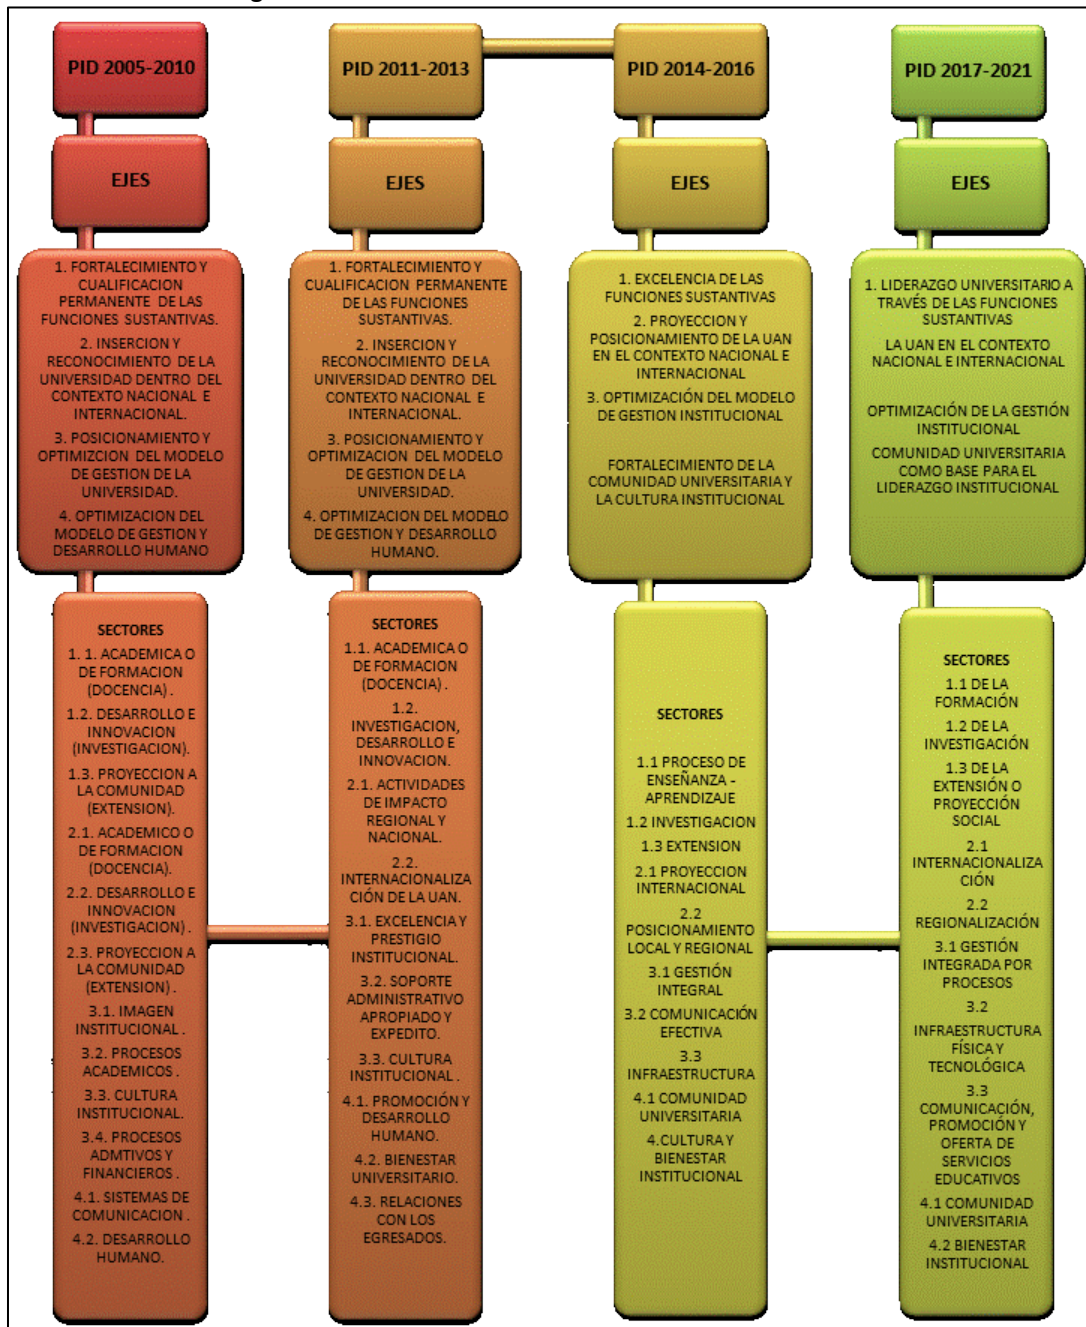 PID 2005-2010
EJES
1. FORTALECIMIENTO Y
CUALIFICACION
PERMANENTE DE LAS
FUNCIONES SUSTANTIVAS.
2. INSERCION Y
RECONOCIMIENTO DE LA
UNIVERSIDAD DENTRO DEL
CONTEXTO NACIONAL E
INTERNACIONAL.
3. POSICIONAMIENTO Y
OPTIMIZCION DEL MODELO
DE GESTION DE LA
UNIVERSIDAD.
4. OPTIMIZACION DEL
MODELO DE GESTION Y
DESARROLLO HUMANO
SECTORES
1. 1. ACADEMICA O
DE FORMACION
(DOCENCIA) .
1.2. DESARROLLO E
INNOVACION
(INVESTIGACION).
1.3. PROYECCION A
LA COMUNIDAD
(EXTENSION).
2.1. ACADEMICO O
DE FORMACION
(DOCENCIA).
2.2. DESARROLLO E
INNOVACION
(INVESTIGACION) .
2.3. PROYECCION A
LA COMUNIDAD
(EXTENSION) .
3.1. IMAGEN
INSTITUCIONAL .
3.2. PROCESOS
ACADEMICOS .
3.3. CULTURA
INSTITUCIONAL.
3.4. PROCESOS
ADMTIVOS Y
FINANCIEROS .
4.1. SISTEMAS DE
COMUNICACION .
4.2. DESARROLLO
HUMANO.
PID 2011-2013
EJES
1. FORTALECIMIENTO Y
CUALIFICACION PERMANENTE
DE LAS FUNCIONES
SUSTANTIVAS.
2. INSERCION Y
RECONOCIMIENTO DE LA
UNIVERSIDAD DENTRO DEL
CONTEXTO NACIONAL E
INTERNACIONAL.
3. POSICIONAMIENTO Y
OPTIMIZACION DEL MODELO
DE GESTION DE LA
UNIVERSIDAD.
4. OPTIMIZACION DEL MODELO
DE GESTION Y DESARROLLO
HUMANO.
SECTORES
1.1. ACADEMICA O
DE FORMACION
(DOCENCIA) .
1.2.
INVESTIGACION,
DESARROLLO E
INNOVACION.
2.1. ACTIVIDADES
DE IMPACTO
REGIONAL Y
NACIONAL.
2.2.
INTERNACIONALIZA
CIÓN DE LA UAN.
3.1. EXCELENCIA Y
PRESTIGIO
INSTITUCIONAL.
3.2. SOPORTE
ADMINISTRATIVO
APROPIADO Y
EXPEDITO.
3.3. CULTURA
INSTITUCIONAL .
4.1. PROMOCIÓN Y
DESARROLLO
HUMANO.
4.2. BIENESTAR
UNIVERSITARIO.
4.3. RELACIONES
CON LOS
EGRESADOS.
PID 2014-2016
EJES
1. EXCELENCIA DE LAS
FUNCIONES SUSTANTIVAS
2. PROYECCION Y
POSICIONAMIENTO DE LA UAN
EN EL CONTEXTO NACIONAL E
INTERNACIONAL
3. OPTIMIZACIÓN DEL MODELO
DE GESTION INSTITUCIONAL
FORTALECIMIENTO DE LA
COMUNIDAD UNIVERSITARIA Y
LA CULTURA INSTITUCIONAL
SECTORES
1.1 PROCESO DE
ENSEÑANZA -
APRENDIZAJE
1.2 INVESTIGACION
1.3 EXTENSION
2.1 PROYECCION
INTERNACIONAL
2.2
POSICIONAMIENTO
LOCAL Y REGIONAL
3.1 GESTIÓN
INTEGRAL
3.2 COMUNICACIÓN
EFECTIVA
3.3
INFRAESTRUCTURA
4.1 COMUNIDAD
UNIVERSITARIA
4.CULTURA Y
BIENESTAR
INSTITUCIONAL
PID 2017-2021
EJES
1. LIDERAZGO UNIVERSITARIO A
TRAVÉS DE LAS FUNCIONES
SUSTANTIVAS
LA UAN EN EL CONTEXTO
NACIONAL E INTERNACIONAL
OPTIMIZACIÓN DE LA GESTIÓN
INSTITUCIONAL
COMUNIDAD UNIVERSITARIA
COMO BASE PARA EL
LIDERAZGO INSTITUCIONAL
SECTORES
1.1 DE LA
FORMACIÓN
1.2 DE LA
INVESTIGACIÓN
1.3 DE LA
EXTENSIÓN O
PROYECCIÓN
SOCIAL
2.1
INTERNACIONALIZA
CIÓN
2.2
REGIONALIZACIÓN
3.1 GESTIÓN
INTEGRADA POR
PROCESOS
3.2
INFRAESTRUCTURA
FÍSICA Y
TECNOLÓGICA
3.3
COMUNICACIÓN,
PROMOCIÓN Y
OFERTA DE
SERVICIOS
EDUCATIVOS
4.1 COMUNIDAD
UNIVERSITARIA
4.2 BIENESTAR
INSTITUCIONAL